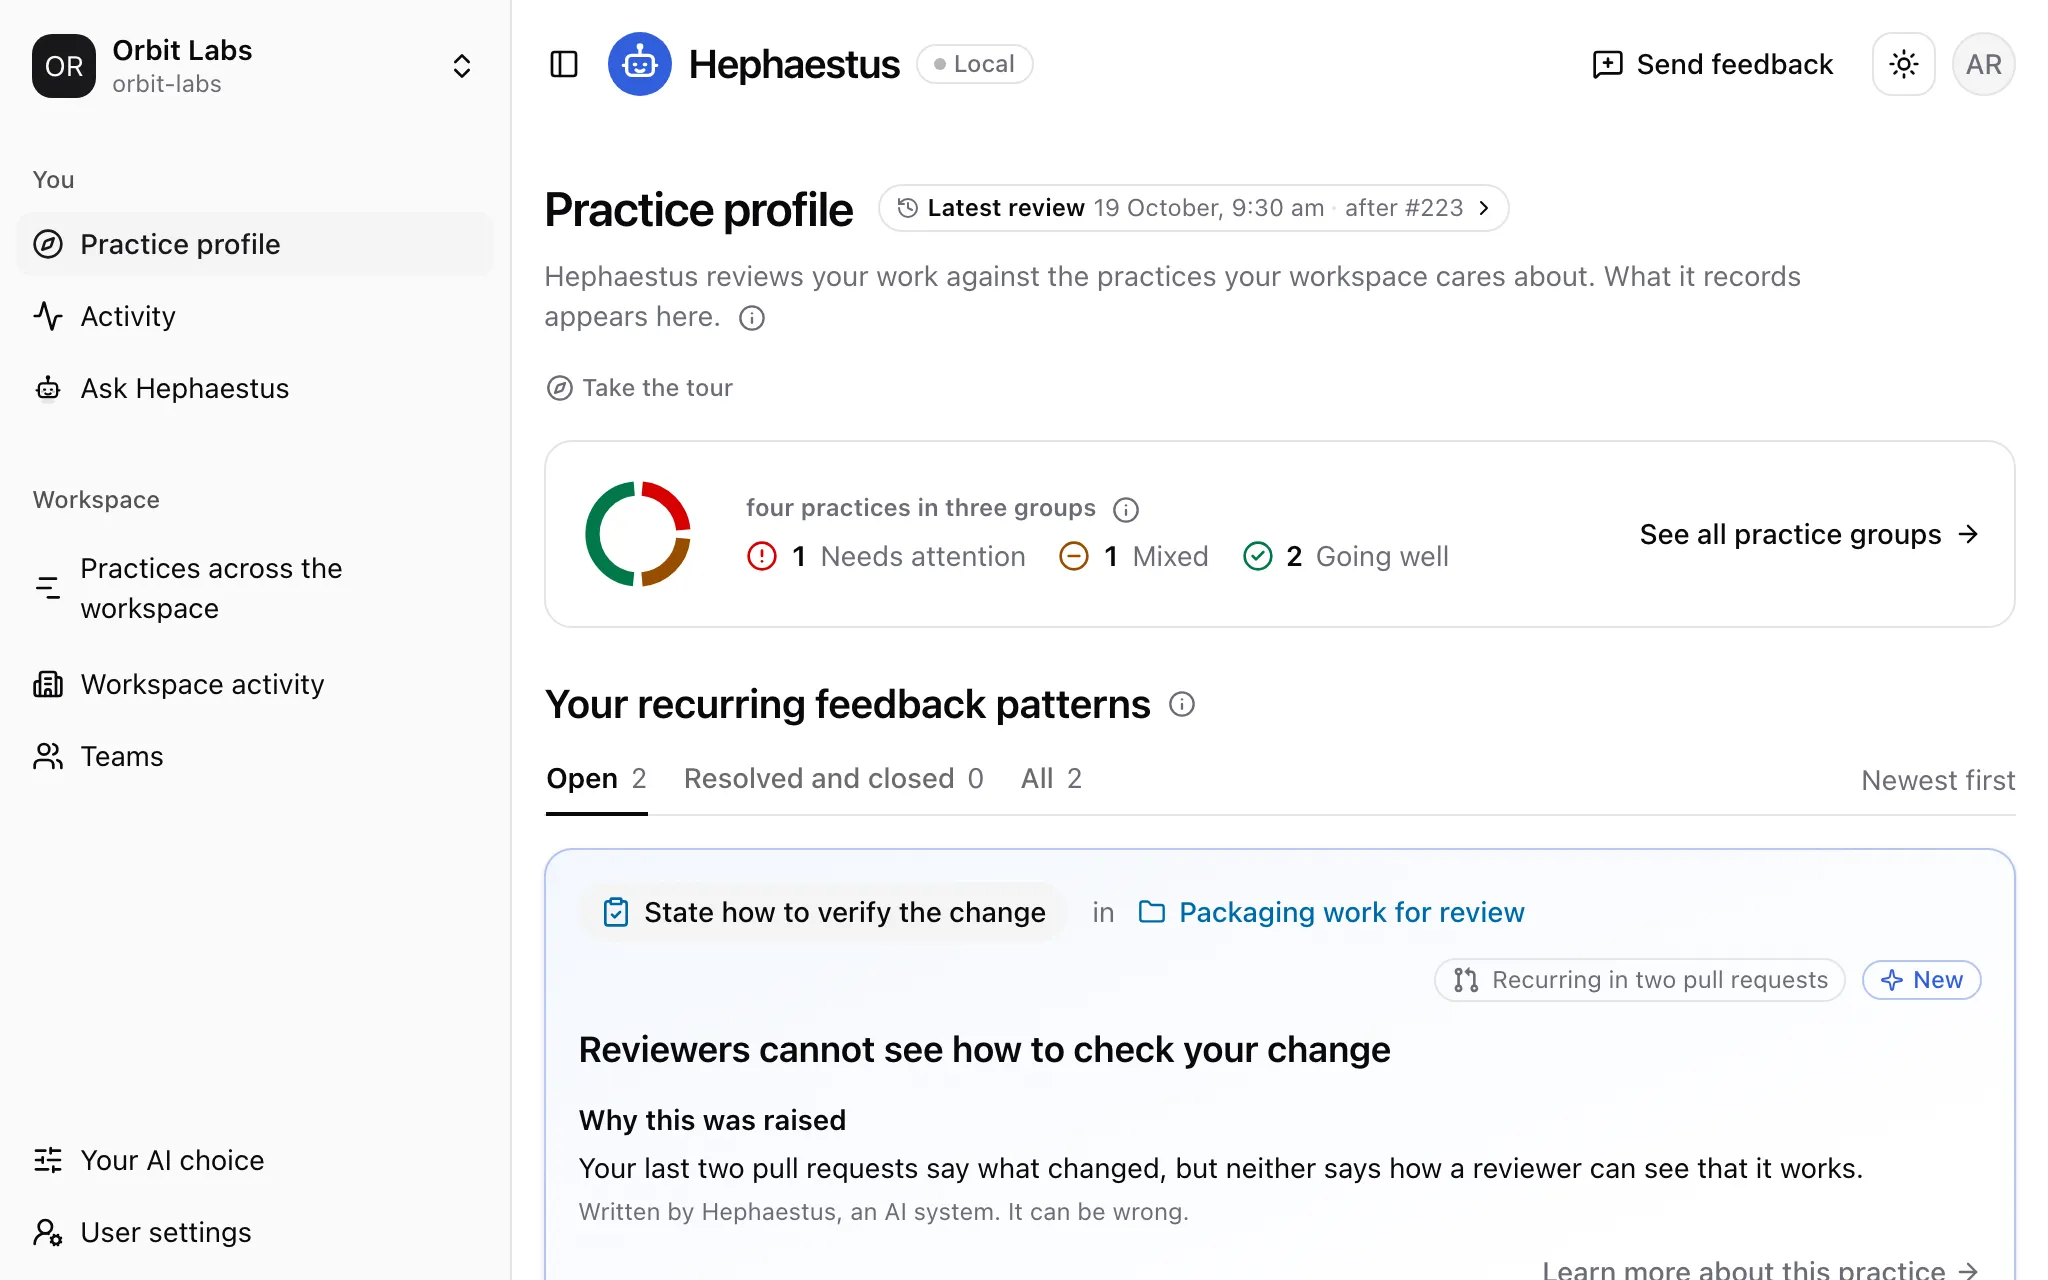 OR
Orbit Labs
orbit-labs
You
Practice profile
Activity
Ask Hephaestus
Workspace
Practices across the
workspace
Workspace activity
Teams
Your AI choice
User settings
Hephaestus
Local
Send feedback
AR
Practice profile
Latest review 19 October, 9:30 am · after #223
Hephaestus reviews your work against the practices your workspace cares about. What it records
appears here.
Take the tour
four practices in three groups
1 Needs attention
1 Mixed
2 Going well
See all practice groups
Your recurring feedback patterns
Open 2
Resolved and closed 0
All 2
Newest first
State how to verify the change in Packaging work for review
Recurring in two pull requests
New
Reviewers cannot see how to check your change
Why this was raised
Your last two pull requests say what changed, but neither says how a reviewer can see that it works.
Written by Hephaestus, an AI system. It can be wrong.
Learn more about this practice